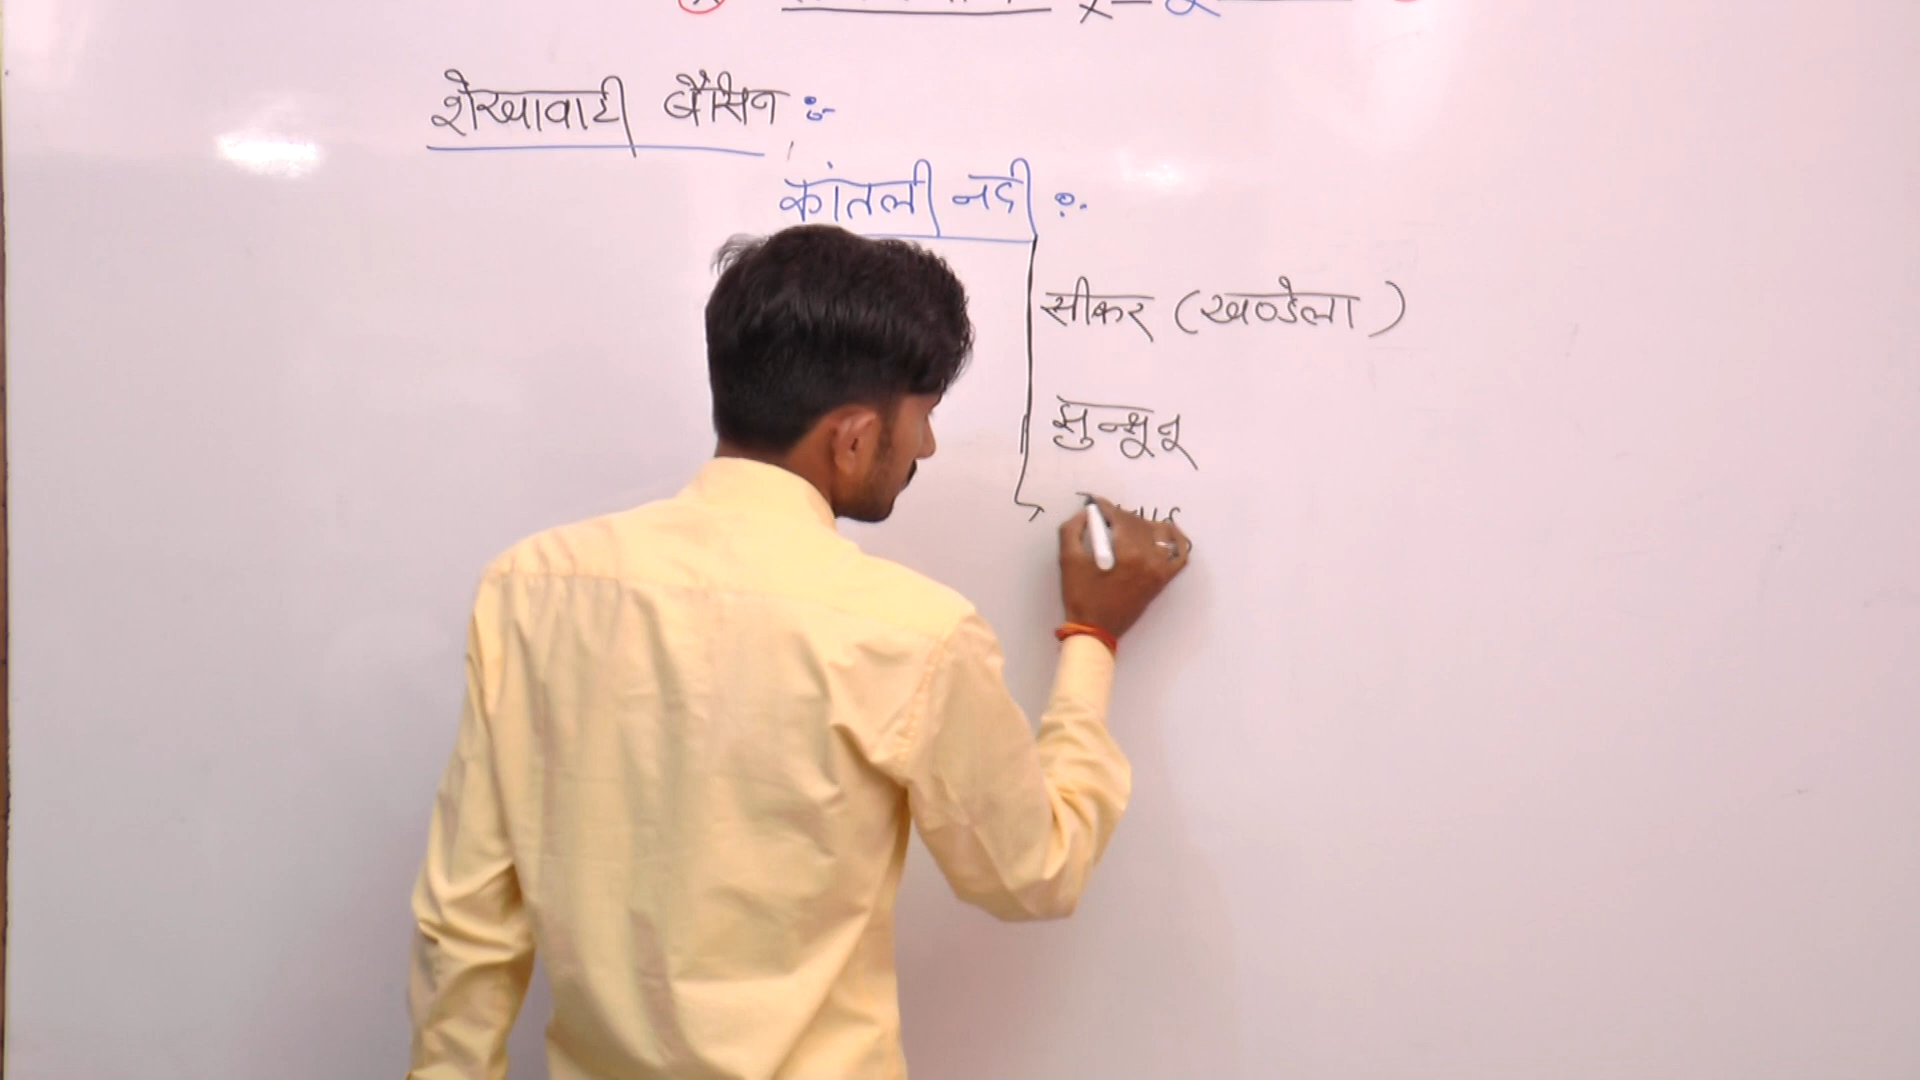 शेखावाटी बैसिन :-
कांतली नदी :-
सीकर (खण्डेला)
झुन्झूनू